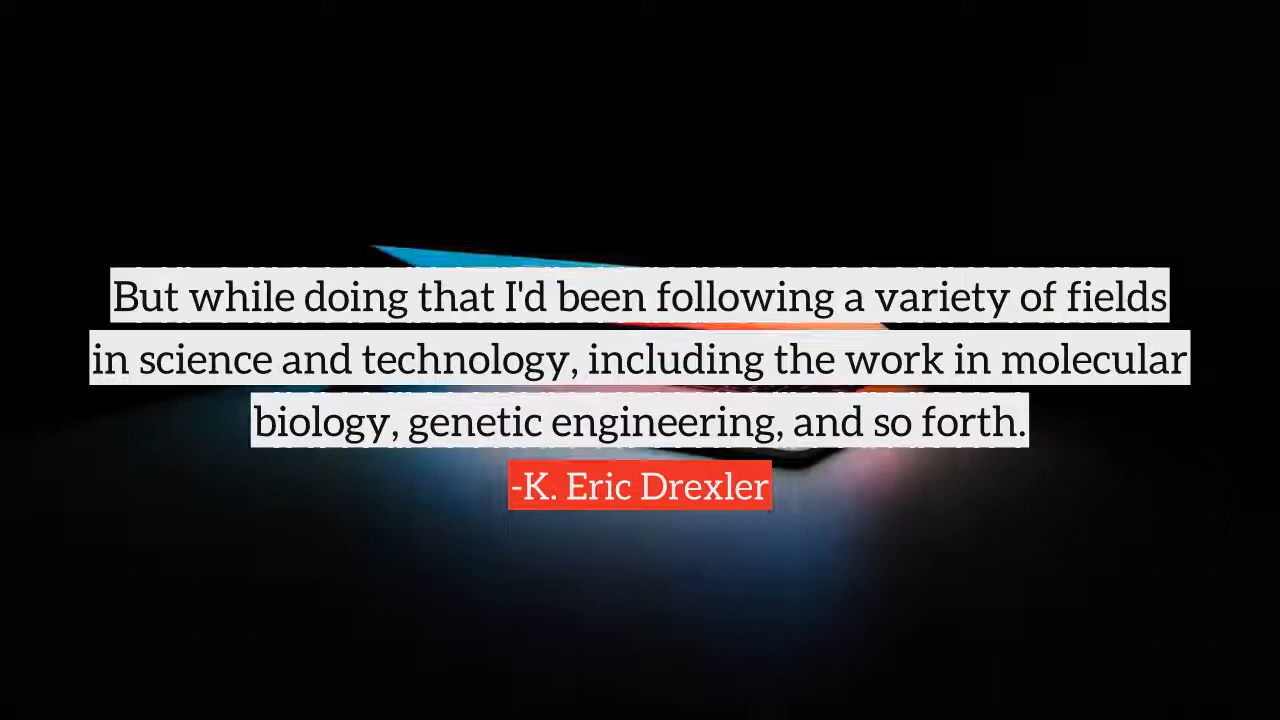 But while doing that I'd been following a variety of fields
in science and technology, including the work in molecular
biology, genetic engineering, and so forth.
-K. Eric Drexler